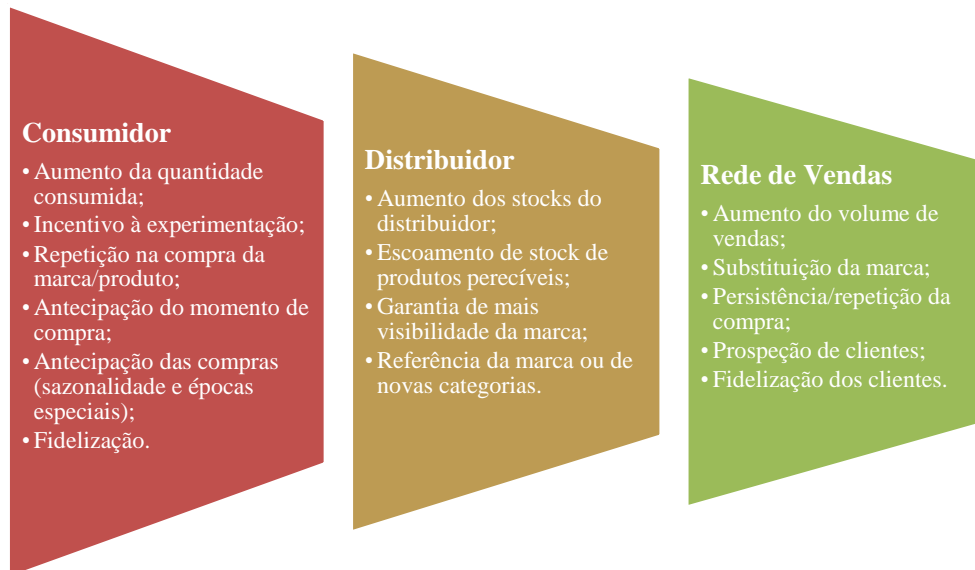 Consumidor
• Aumento da quantidade
consumida;
• Incentivo à experimentação;
• Repetição na compra da
marca/produto;
• Antecipação do momento de
compra;
• Antecipação das compras
(sazonalidade e épocas
especiais);
• Fidelização.
Distribuidor
• Aumento dos stocks do
distribuidor;
• Escoamento de stock de
produtos perecíveis;
• Garantia de mais
visibilidade da marca;
• Referência da marca ou de
novas categorias.
Rede de Vendas
• Aumento do volume de
vendas;
• Substituição da marca;
• Persistência/repetição da
compra;
• Prospeção de clientes;
• Fidelização dos clientes.